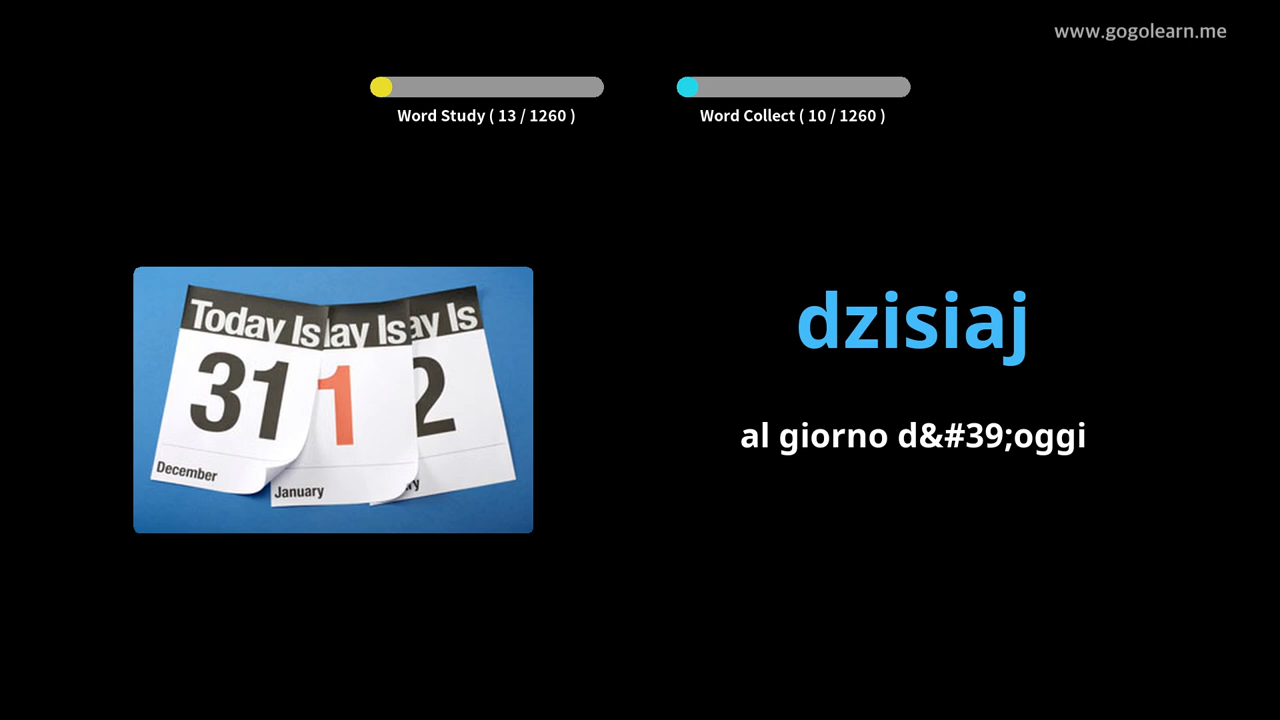 www.gogolearn.me
Word Study ( 13 / 1260 )
Word Collect ( 10 / 1260 )
Today Is
ay Is
ay Is
31
1
2
December
January
ry
dzisiaj
al giorno d&#39;oggi